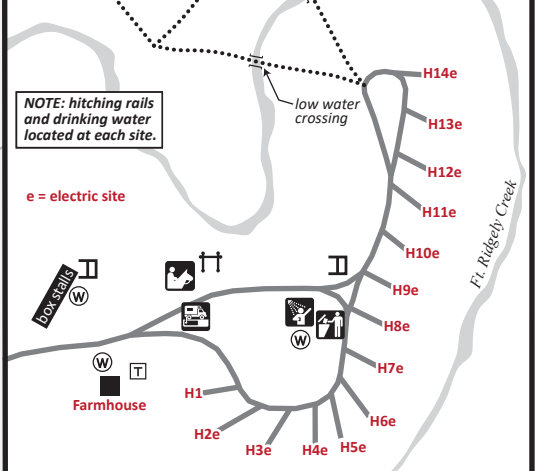 H14e
low water
crossing
NOTE: hitching rails
and drinking water
located at each site.
H13e
H12e
e = electric site
H11e
Ft. Ridgely Creek
H10e
box stalls
W
H9e
H8e
W
W
T
H7e
Farmhouse
H1
H6e
H2e
H3e
H4e
H5e